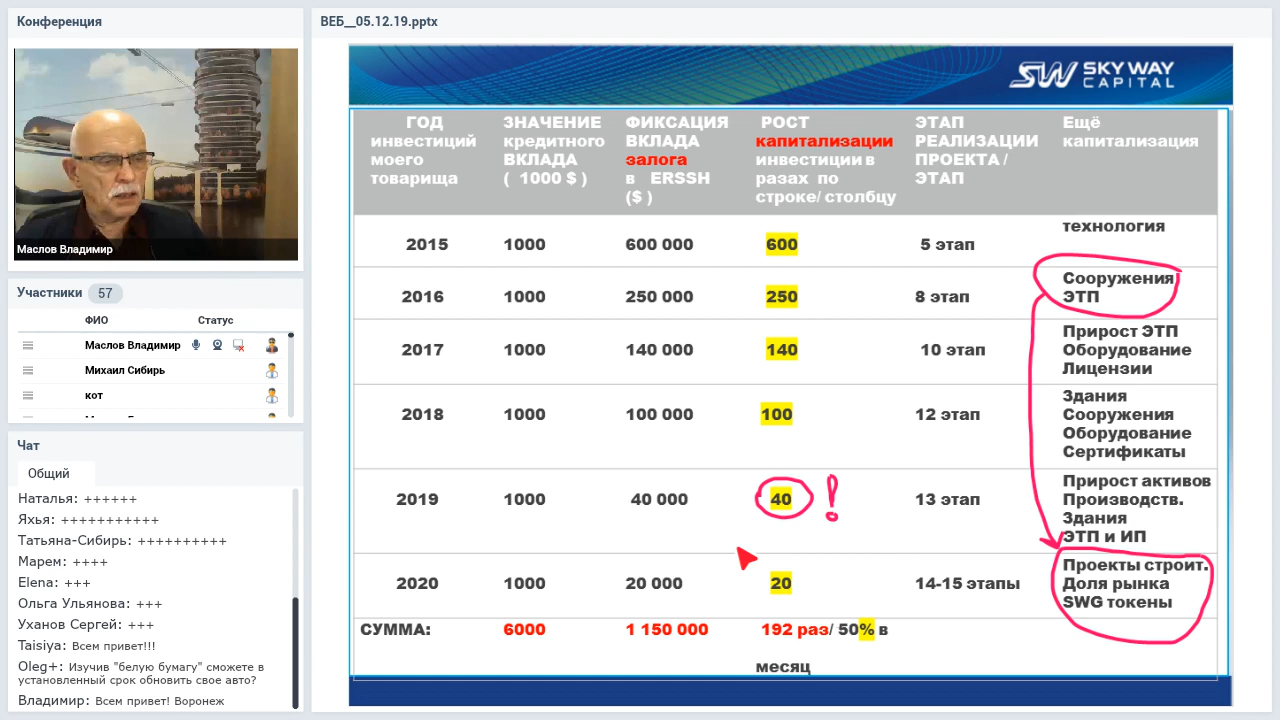 Конференция
Маслов Владимир
Участники 57
ФИО Статус
Маслов Владимир
Михаил Сибирь
кот
Чат
Общий
Наталья: ++++++
Яхья: +++++++++++
Татьяна-Сибирь: ++++++++++
Марем: ++++
Elena: +++
Ольга Ульянова: +++
Уханов Сергей: +++
Taisiya: Всем привет!!!
Oleg+: Изучив "белую бумагу" сможете в
установленный срок обновить свое авто?
Владимир: Всем привет! Воронеж
ВЕБ__05.12.19.pptx
SW SKY WAY
CAPITAL
ГОД
инвестиций
моего
товарища
ЗНАЧЕНИЕ
кредитного
ВКЛАДА
( 1000 $ )
ФИКСАЦИЯ
ВКЛАДА
залога
в ERSSH
($ )
РОСТ
капитализации
инвестиции в
разах по
строке/ столбцу
ЭТАП
РЕАЛИЗАЦИИ
ПРОЕКТА /
ЭТАП
Ещё
капитализация
2015 1000 600 000 600 5 этап
технология
2016 1000 250 000 250 8 этап
Сооружения
ЭТП
2017 1000 140 000 140 10 этап
Прирост ЭТП
Оборудование
Лицензии
2018 1000 100 000 100 12 этап
Здания
Сооружения
Оборудование
Сертификаты
2019 1000 40 000 40 ! 13 этап
Прирост активов
Производств.
Здания
ЭТП и ИП
2020 1000 20 000 20 14-15 этапы
Проекты строит.
Доля рынка
SWG токены
СУММА: 6000 1 150 000 192 раз/ 50% в
месяц